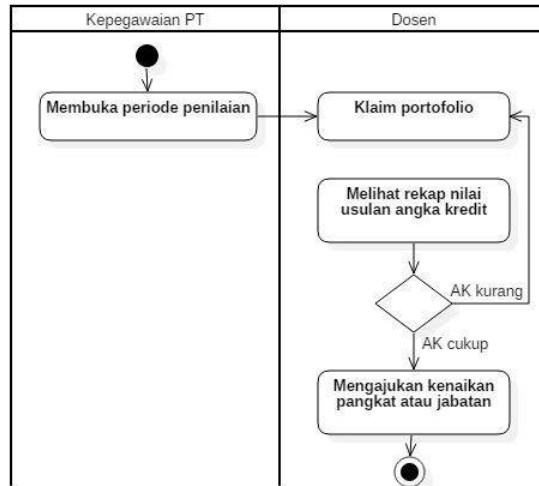 Kepegawaian PT
Dosen
Membuka periode penilaian
Klaim portofolio
Melihat rekap nilai
usulan angka kredit
AK kurang
AK cukup
Mengajukan kenaikan
pangkat atau jabatan